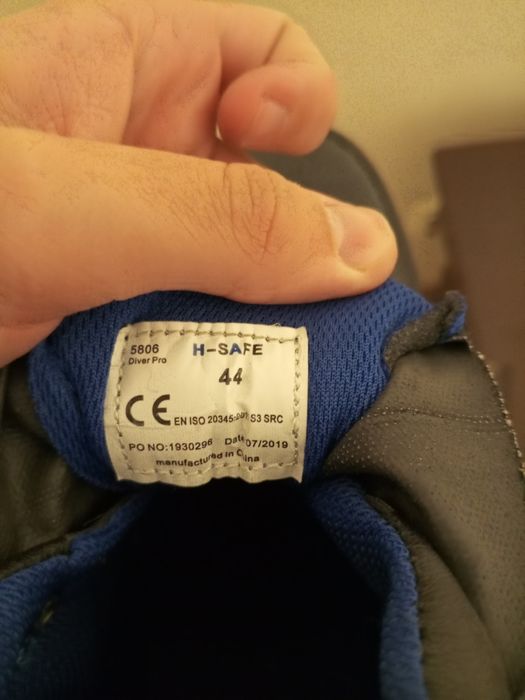 5806 H-SAFE
Diver Pro
44
CE EN ISO 20345: S3 SRC
PO NO:1930296 Date 07/2019
manufactured in China